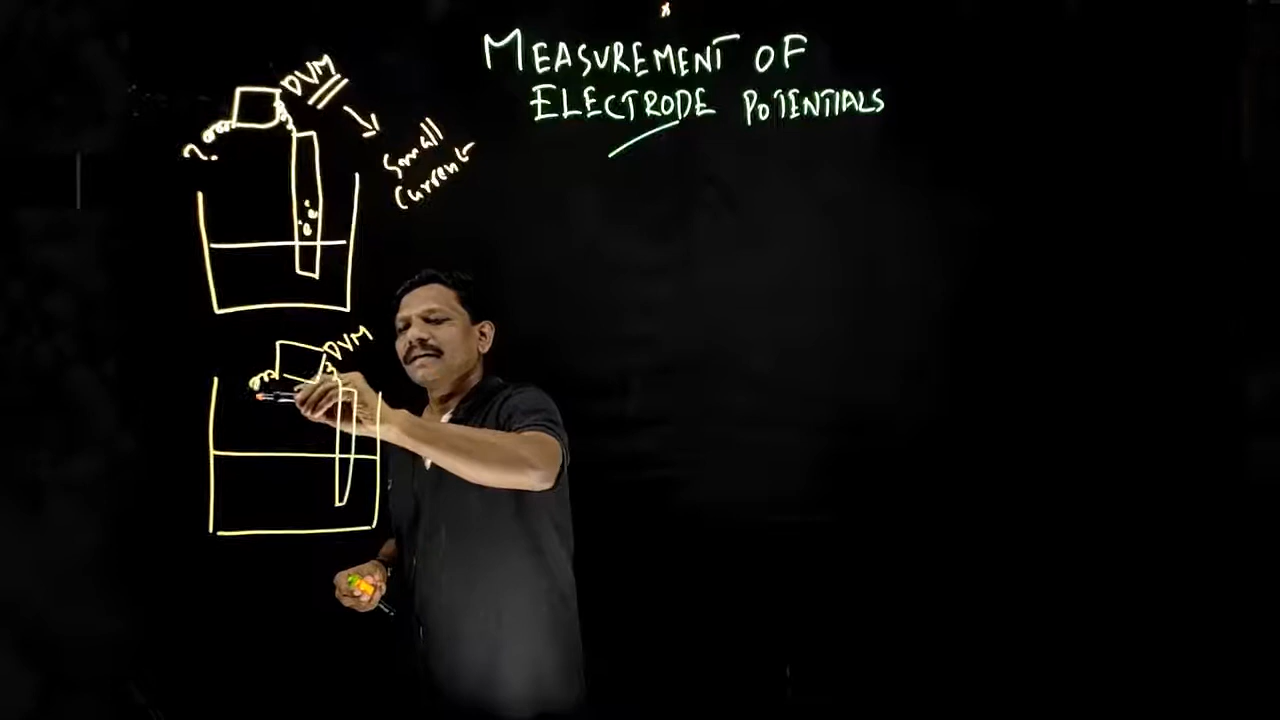 MEASUREMENT OF
ELECTRODE POTENTIALS
DVM
?
Small
Current
e e
e
DVM